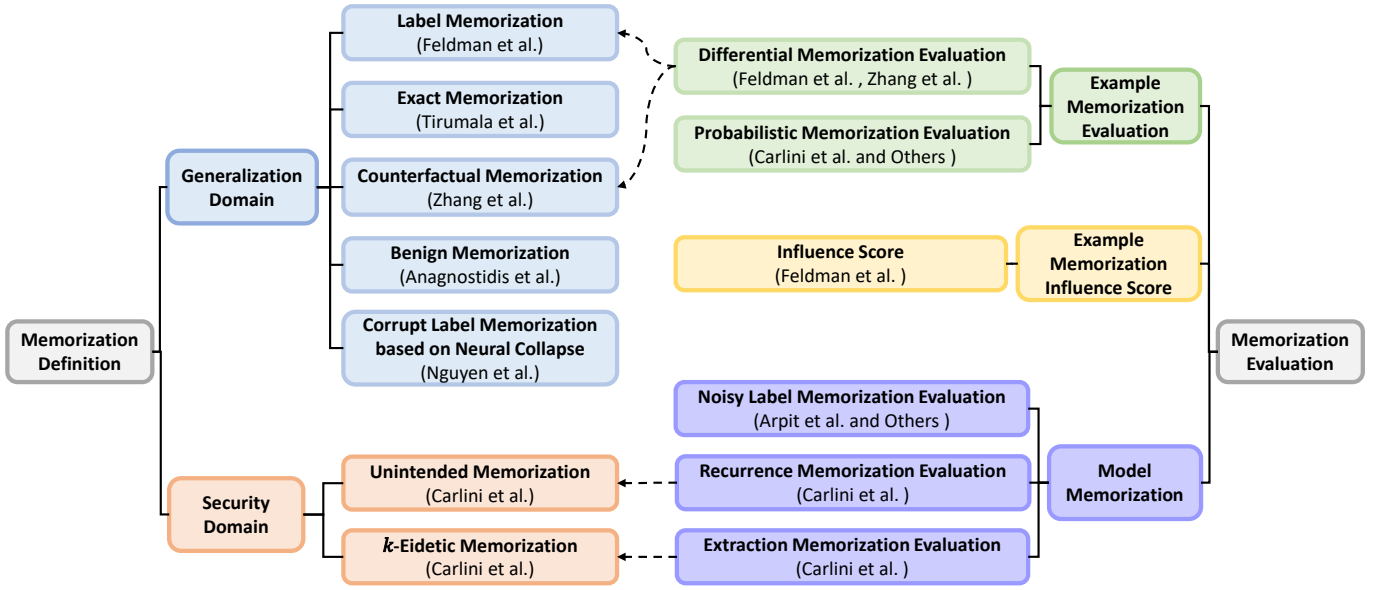 Memorization
Definition
Generalization
Domain
Security
Domain
Label Memorization
(Feldman et al.)
Exact Memorization
(Tirumala et al.)
Counterfactual Memorization
(Zhang et al.)
Benign Memorization
(Anagnostidis et al.)
Corrupt Label Memorization
based on Neural Collapse
(Nguyen et al.)
Unintended Memorization
(Carlini et al.)
k-Eidetic Memorization
(Carlini et al.)
Differential Memorization Evaluation
(Feldman et al. , Zhang et al. )
Probabilistic Memorization Evaluation
(Carlini et al. and Others )
Influence Score
(Feldman et al. )
Noisy Label Memorization Evaluation
(Arpit et al. and Others )
Recurrence Memorization Evaluation
(Carlini et al. )
Extraction Memorization Evaluation
(Carlini et al. )
Example
Memorization
Evaluation
Example
Memorization
Influence Score
Model
Memorization
Memorization
Evaluation